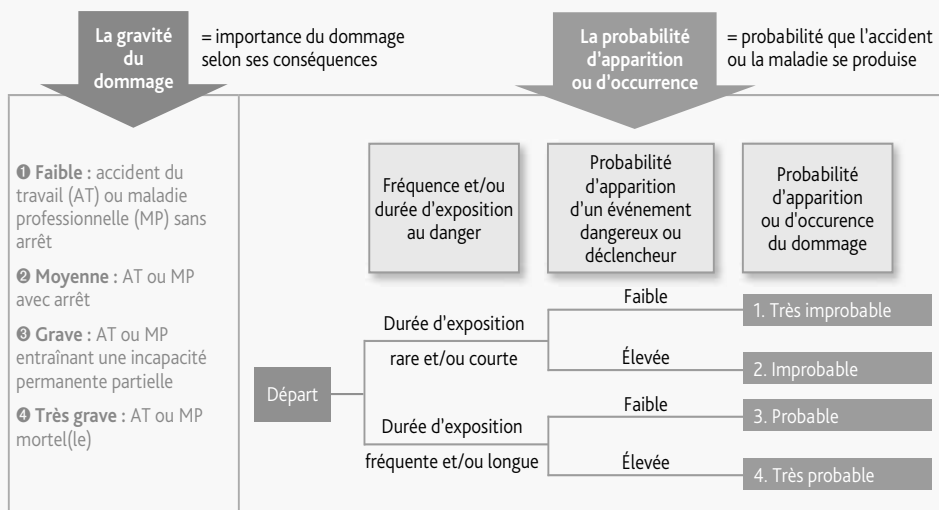 La gravité
du
dommage
= importance du dommage
selon ses conséquences
La probabilité
d'apparition
ou d'occurrence
= probabilité que l'accident
ou la maladie se produise
❶ Faible : accident du
travail (AT) ou maladie
professionnelle (MP) sans
arrêt
❷ Moyenne : AT ou MP
avec arrêt
❸ Grave : AT ou MP
entraînant une incapacité
permanente partielle
❹ Très grave : AT ou MP
mortel(le)
Fréquence et/ou
durée d'exposition
au danger
Probabilité
d'apparition
d'un événement
dangereux ou
déclencheur
Probabilité
d'apparition
ou d'occurence
du dommage
Départ
Durée d'exposition
rare et/ou courte
Faible
1. Très improbable
Élevée
2. Improbable
Durée d'exposition
fréquente et/ou longue
Faible
3. Probable
Élevée
4. Très probable